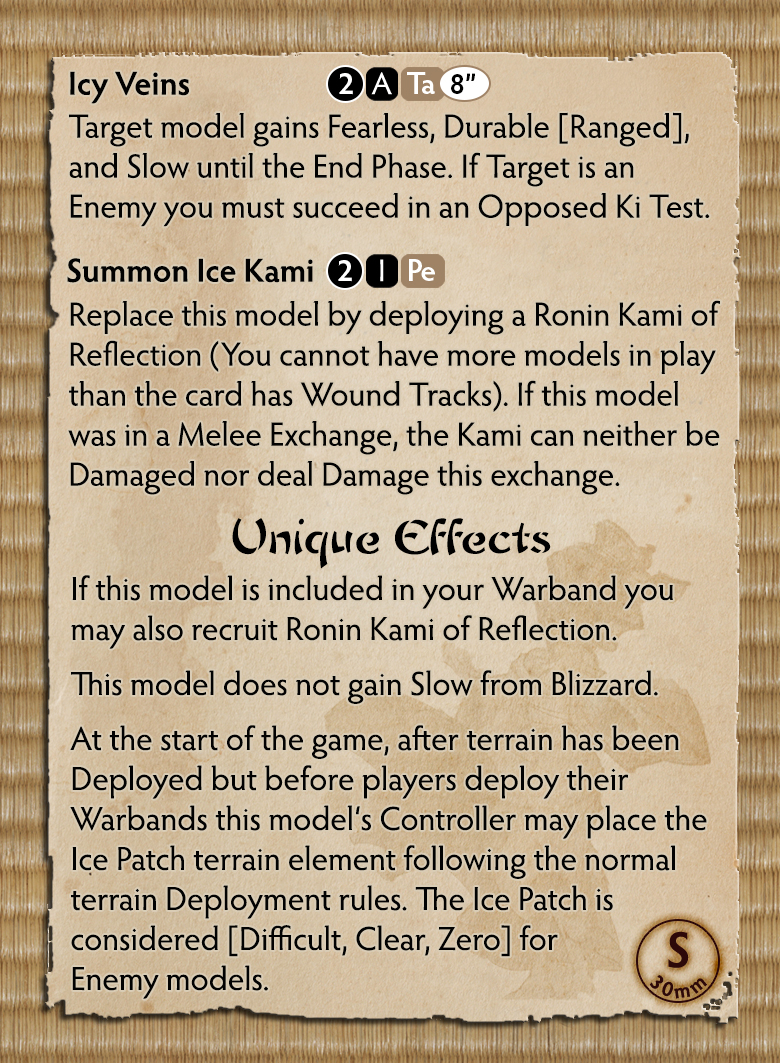 Icy Veins 2 A Ta 8"
Target model gains Fearless, Durable [Ranged],
and Slow until the End Phase. If Target is an
Enemy you must succeed in an Opposed Ki Test.
Summon Ice Kami 2 I Pe
Replace this model by deploying a Ronin Kami of
Reflection (You cannot have more models in play
than the card has Wound Tracks). If this model
was in a Melee Exchange, the Kami can neither be
Damaged nor deal Damage this exchange.
Unique Effects
If this model is included in your Warband you
may also recruit Ronin Kami of Reflection.
This model does not gain Slow from Blizzard.
At the start of the game, after terrain has been
Deployed but before players deploy their
Warbands this model's Controller may place the
Ice Patch terrain element following the normal
terrain Deployment rules. The Ice Patch is
considered [Difficult, Clear, Zero] for
Enemy models.
S
30mm